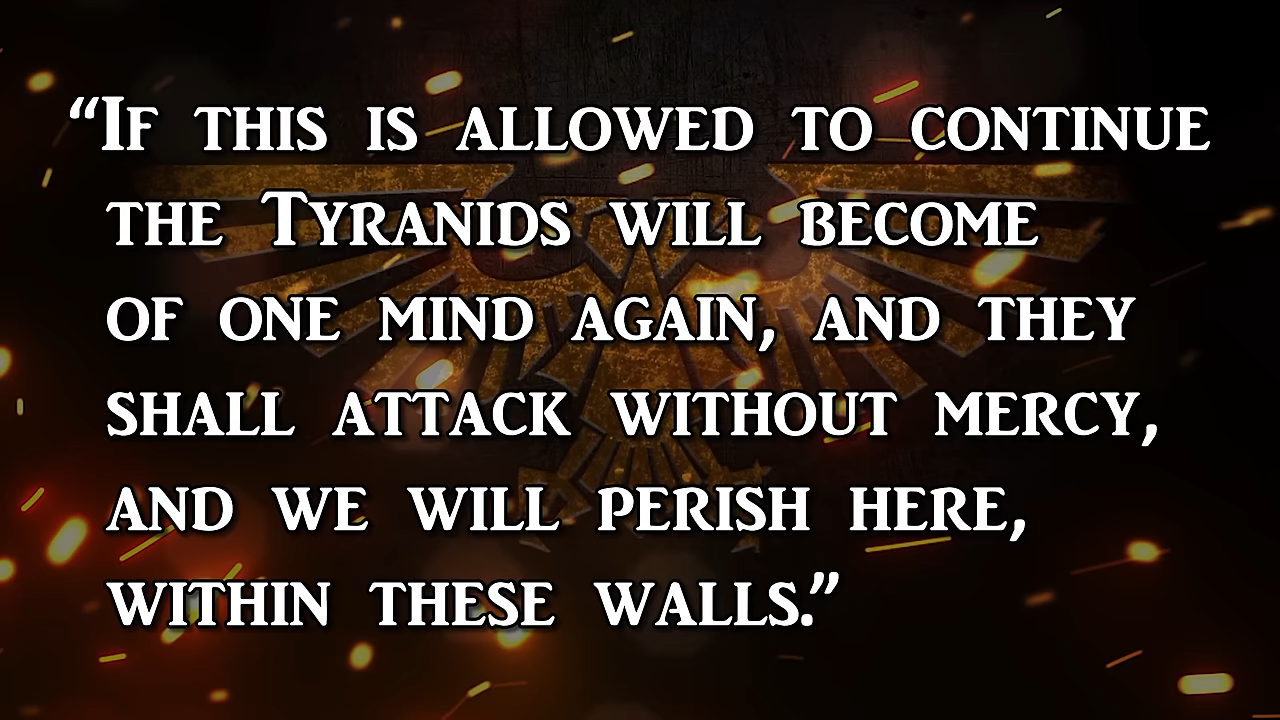 “If this is allowed to continue
the Tyranids will become
of one mind again, and they
shall attack without mercy,
and we will perish here,
within these walls.”